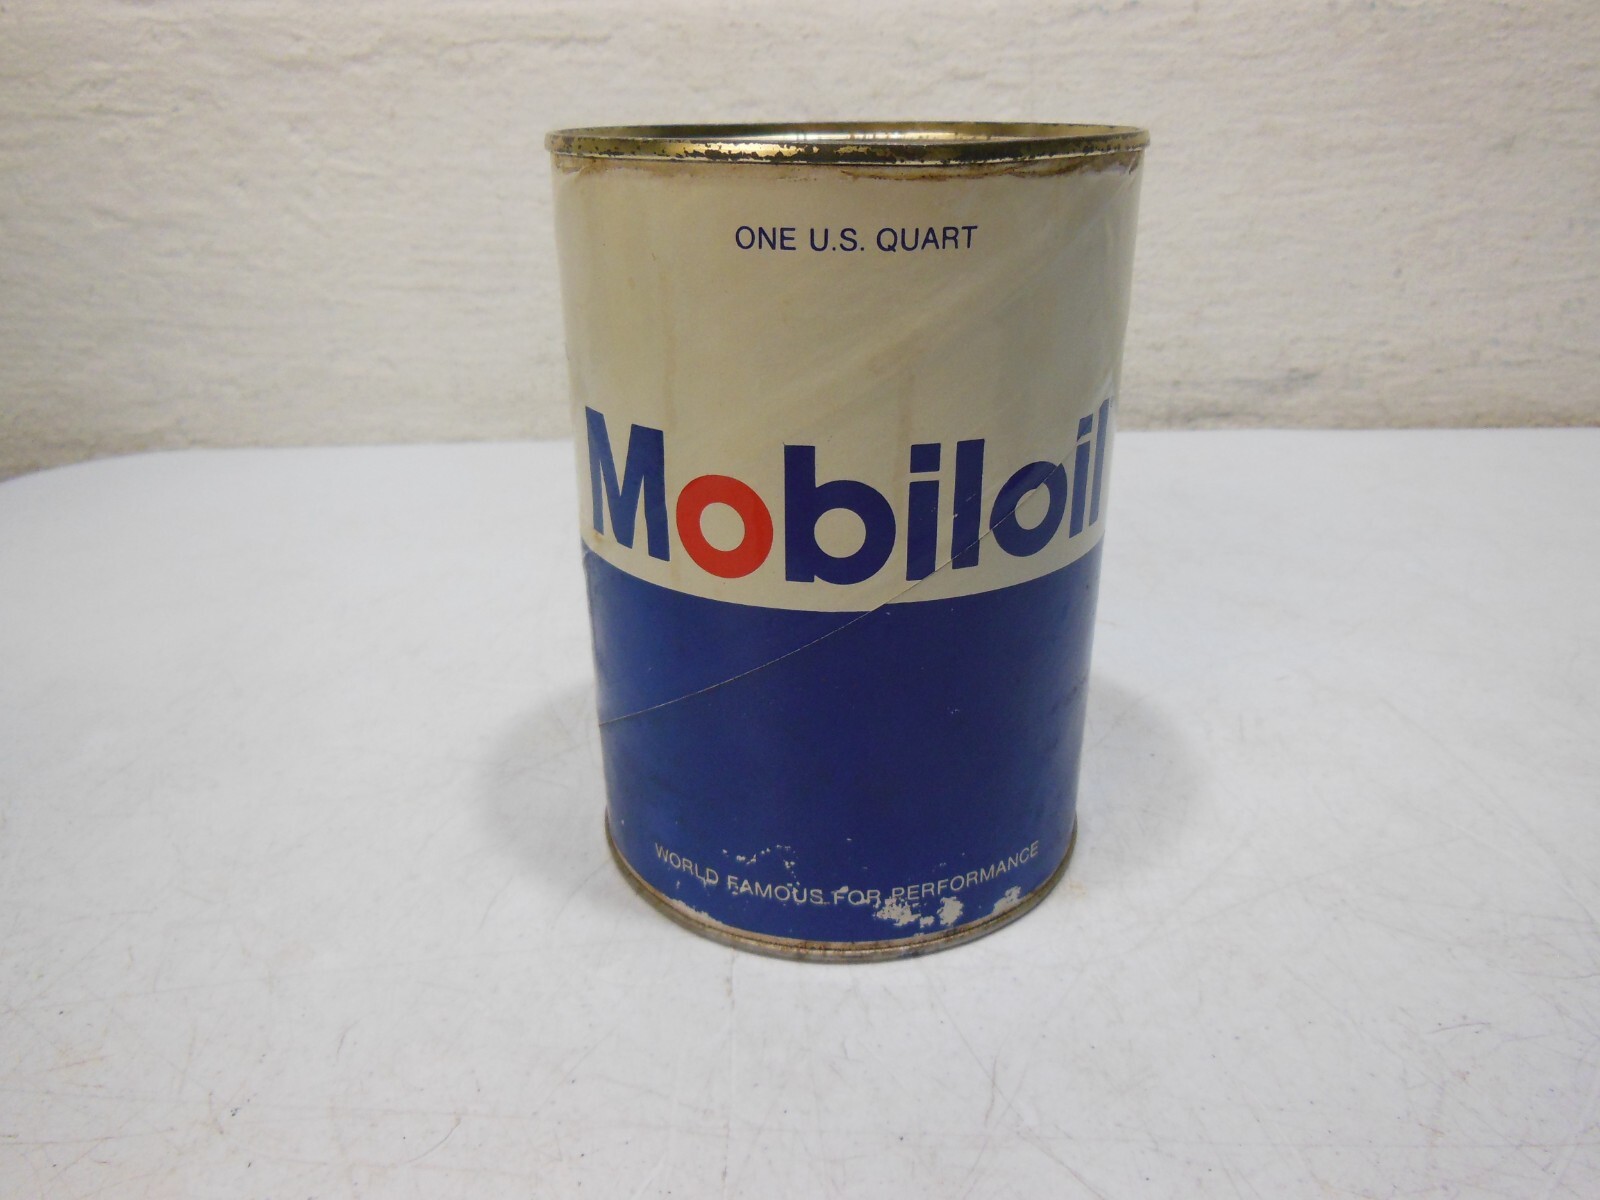 ONE U.S. QUART
Mobiloil
WORLD FAMOUS FOR PERFORMANCE